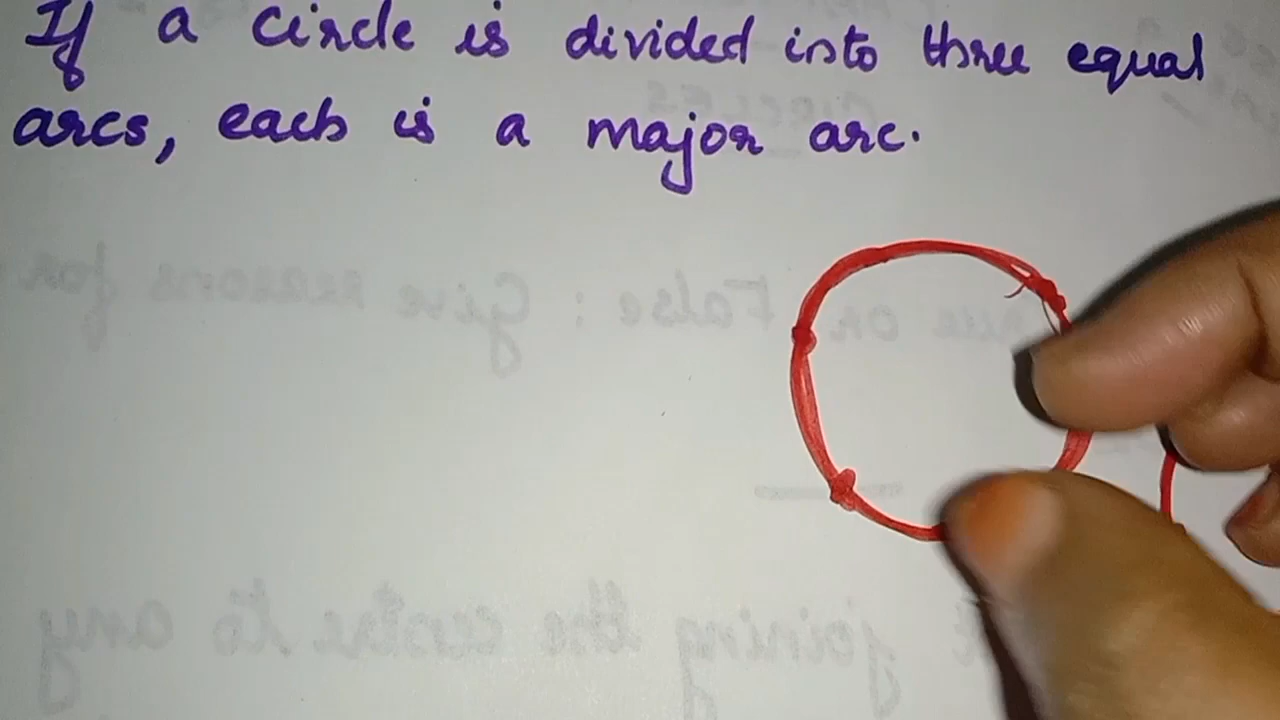 If a circle is divided into three equal
arcs, each is a major arc.